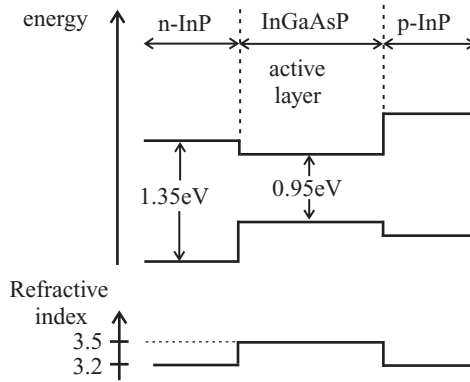 energy
n-InP
InGaAsP
p-InP
active
layer
1.35eV
0.95eV
Refractive
index
3.5
3.2